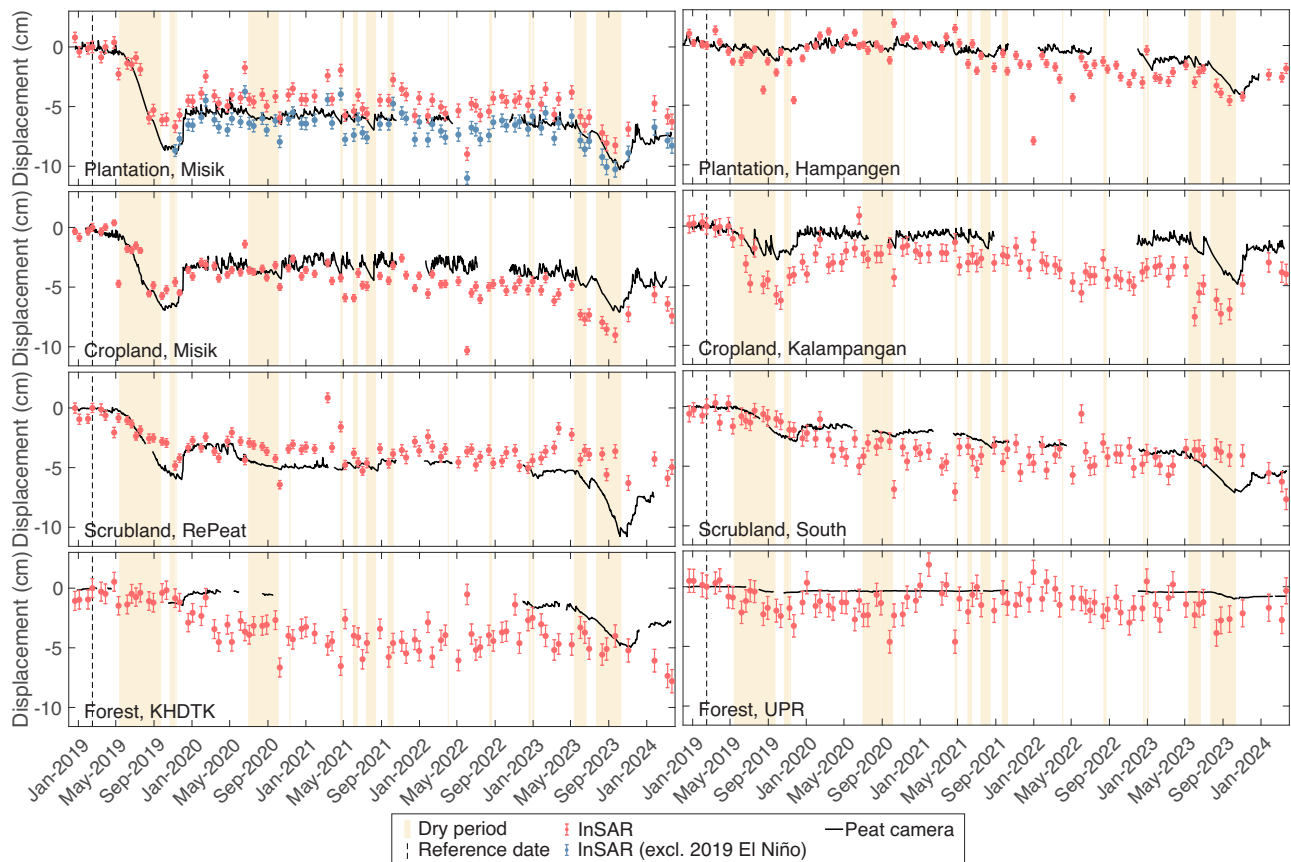 0
-5
-10
Displacement (cm)
Plantation, Misik
Plantation, Hampangen
0
-5
-10
Displacement (cm)
Cropland, Misik
Cropland, Kalampangan
0
-5
-10
Displacement (cm)
Scrubland, RePeat
Scrubland, South
0
-5
-10
Displacement (cm)
Forest, KHDTK
Forest, UPR
Jan-2019
May-2019
Sep-2019
Jan-2020
May-2020
Sep-2020
Jan-2021
May-2021
Sep-2021
Jan-2022
May-2022
Sep-2022
Jan-2023
May-2023
Sep-2023
Jan-2024
Jan-2019
May-2019
Sep-2019
Jan-2020
May-2020
Sep-2020
Jan-2021
May-2021
Sep-2021
Jan-2022
May-2022
Sep-2022
Jan-2023
May-2023
Sep-2023
Jan-2024
Dry period
InSAR
Peat camera
Reference date
InSAR (excl. 2019 El Niño)